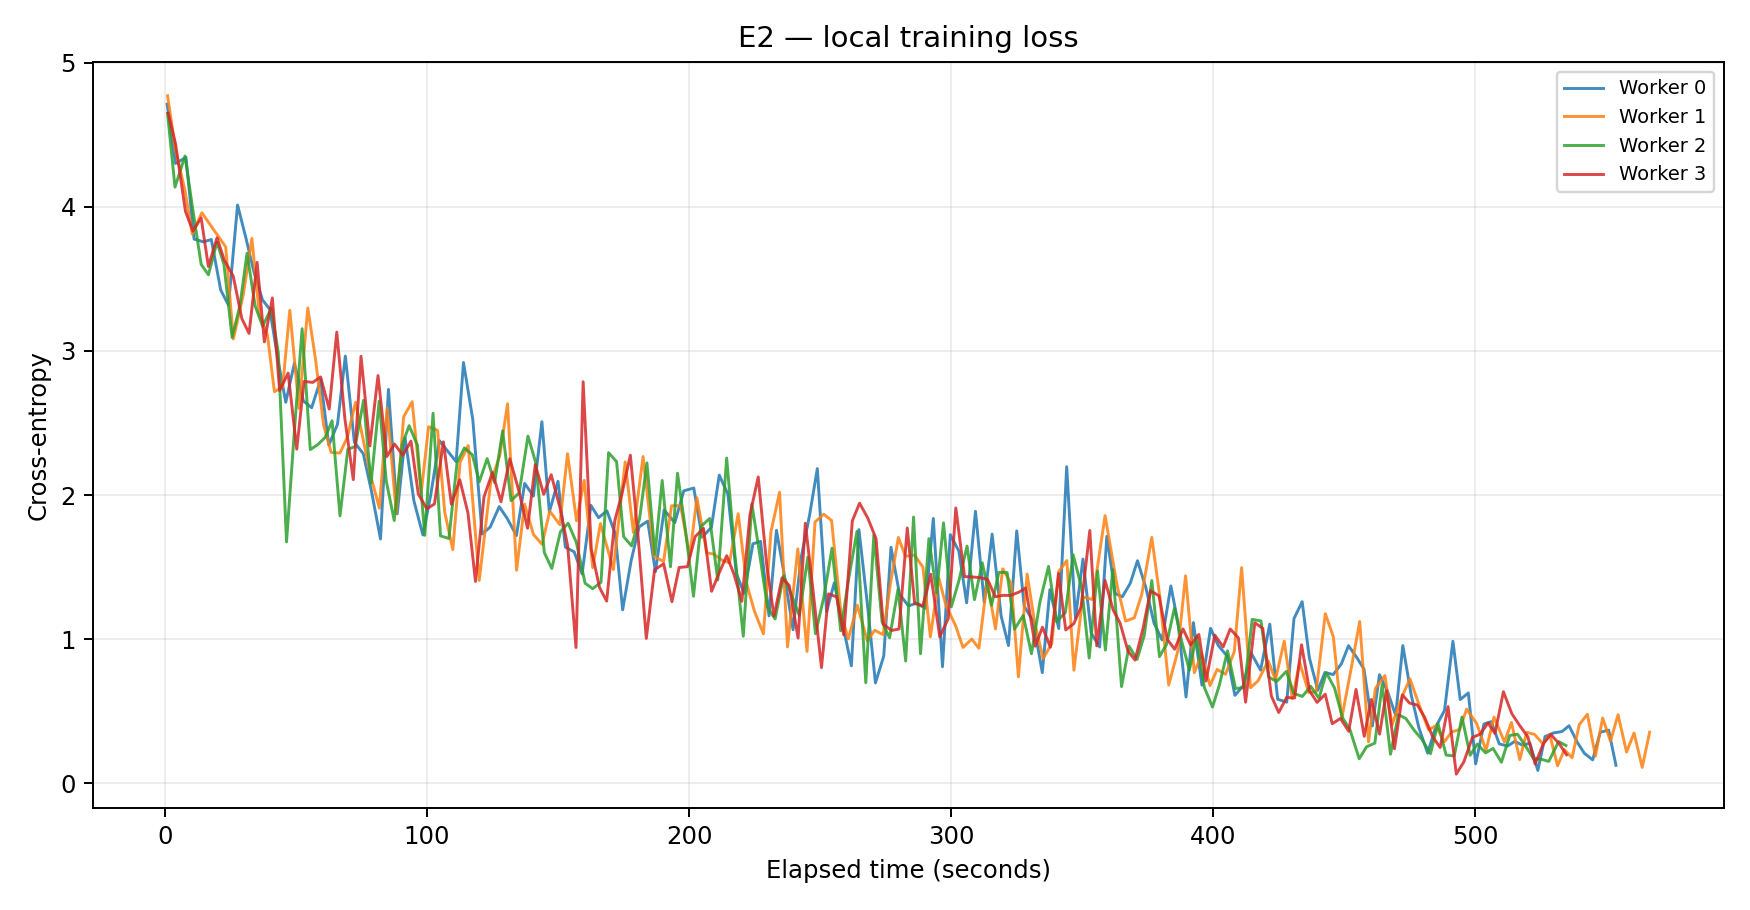 E2 — local training loss
Cross-entropy
5
4
3
2
1
0
Worker 0
Worker 1
Worker 2
Worker 3
0 100 200 300 400 500
Elapsed time (seconds)